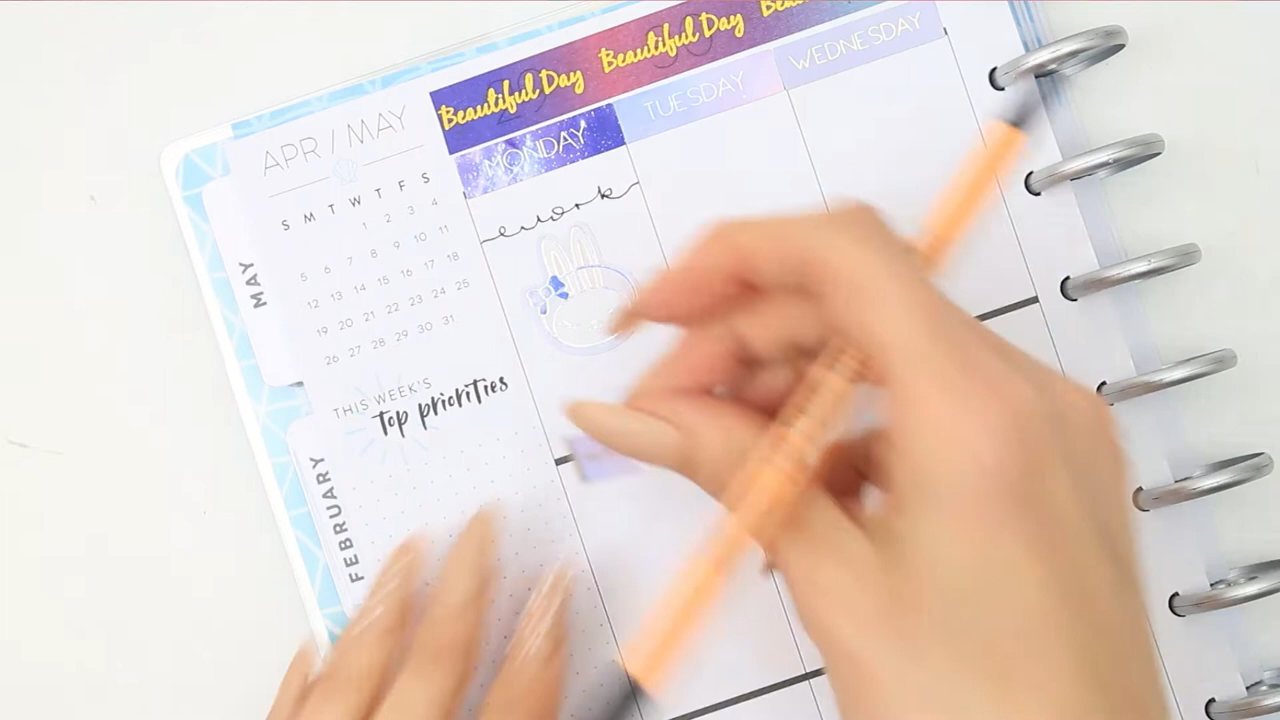 Beautiful Day Beautiful Day
APR / MAY
MONDAY TUESDAY WEDNESDAY
work
S M T W T F S
1 2 3 4
5 6 7 8 9 10 11
12 13 14 15 16 17 18
19 20 21 22 23 24 25
26 27 28 29 30 31
MAY
THIS WEEK'S
top priorities
FEBRUARY